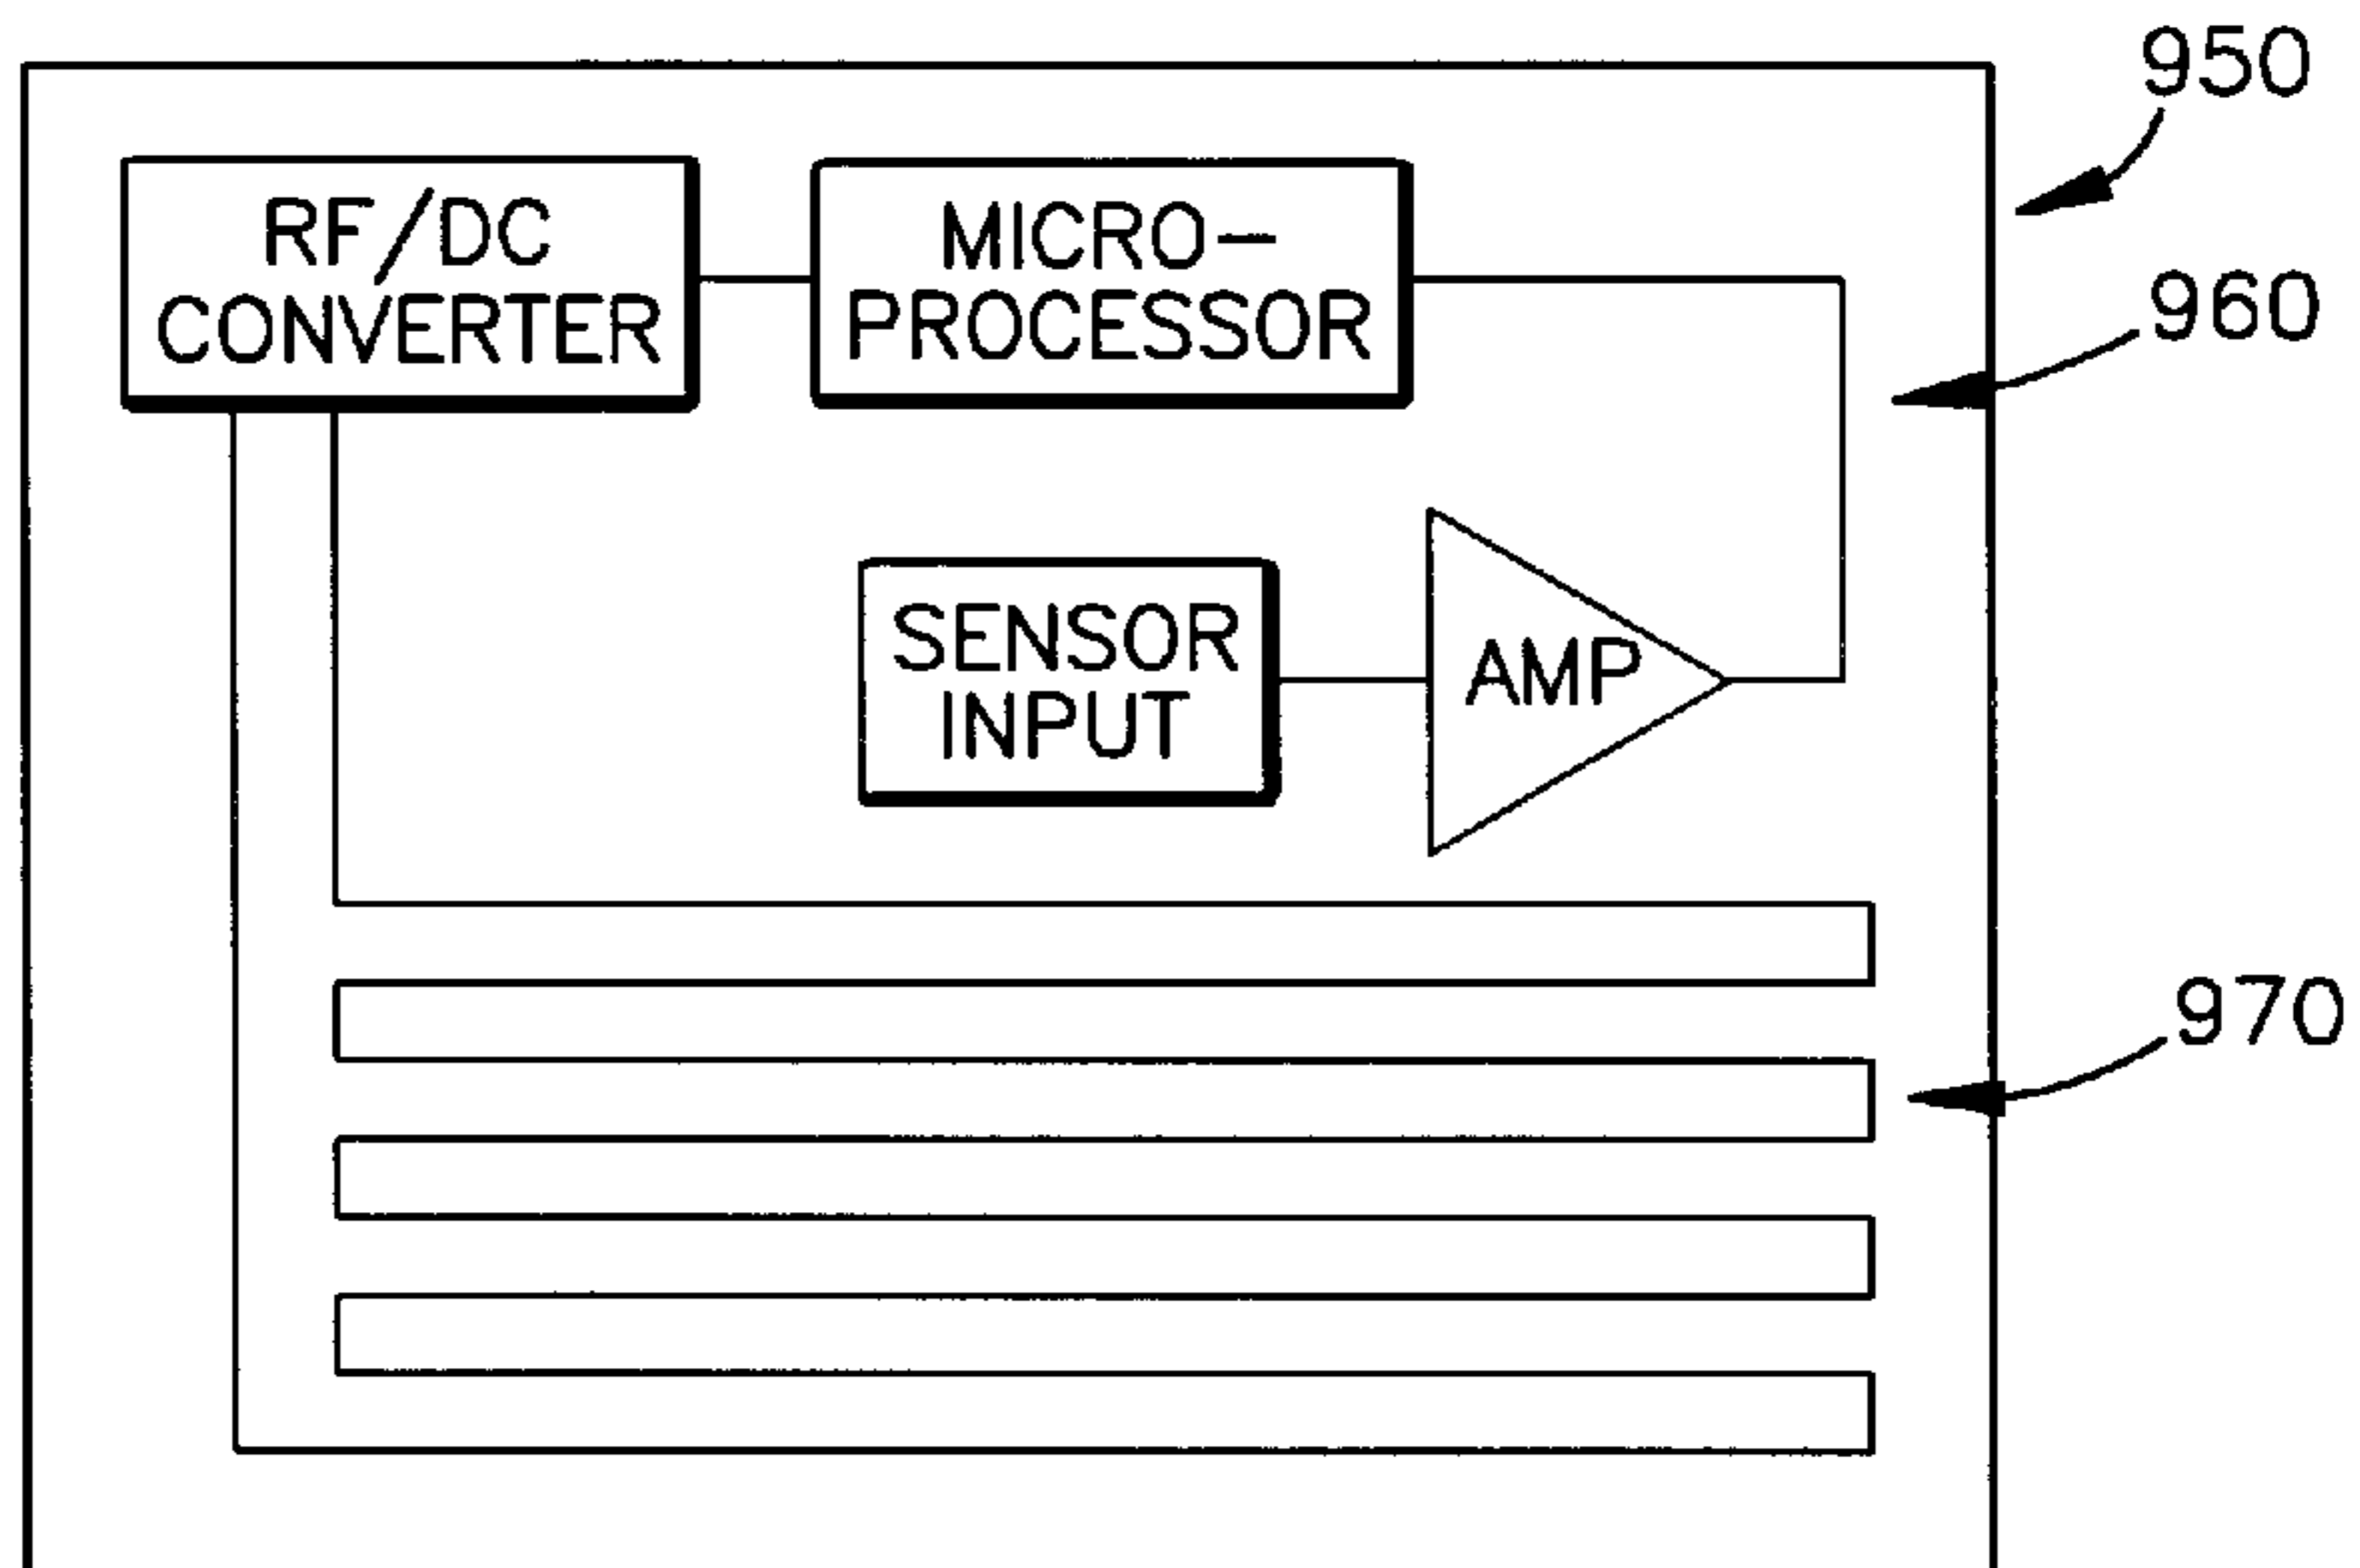 950
RF/DC
CONVERTER
MICRO-
PROCESSOR
960
SENSOR
INPUT
AMP
970